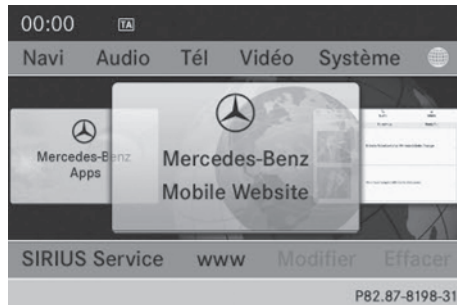 00:00 TA
Navi Audio Tél Vidéo Système
Mercedes-Benz
Apps
Mercedes-Benz
Mobile Website
SIRIUS Service www Modifier Effacer
P82.87-8198-31